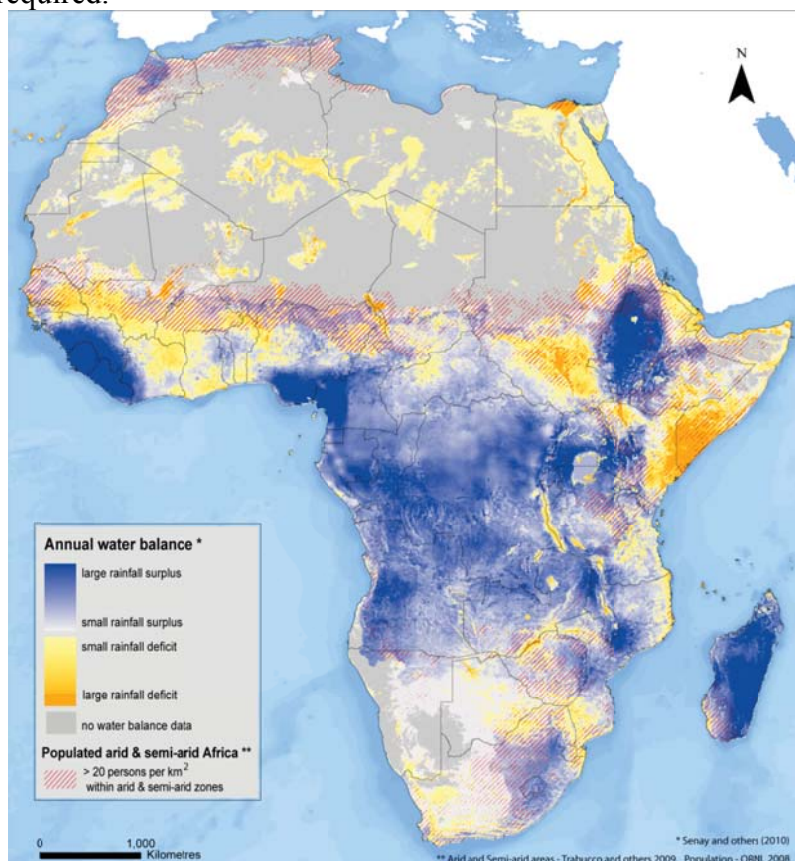 required.
N
Annual water balance *
large rainfall surplus
small rainfall surplus
small rainfall deficit
large rainfall deficit
no water balance data
Populated arid & semi-arid Africa **
> 20 persons per km²
within arid & semi-arid zones
0 1,000
Kilometres
* Senay and others (2010)
** Arid and Semi-arid areas - Trabucco and others 2009 Population - ORNL 2008